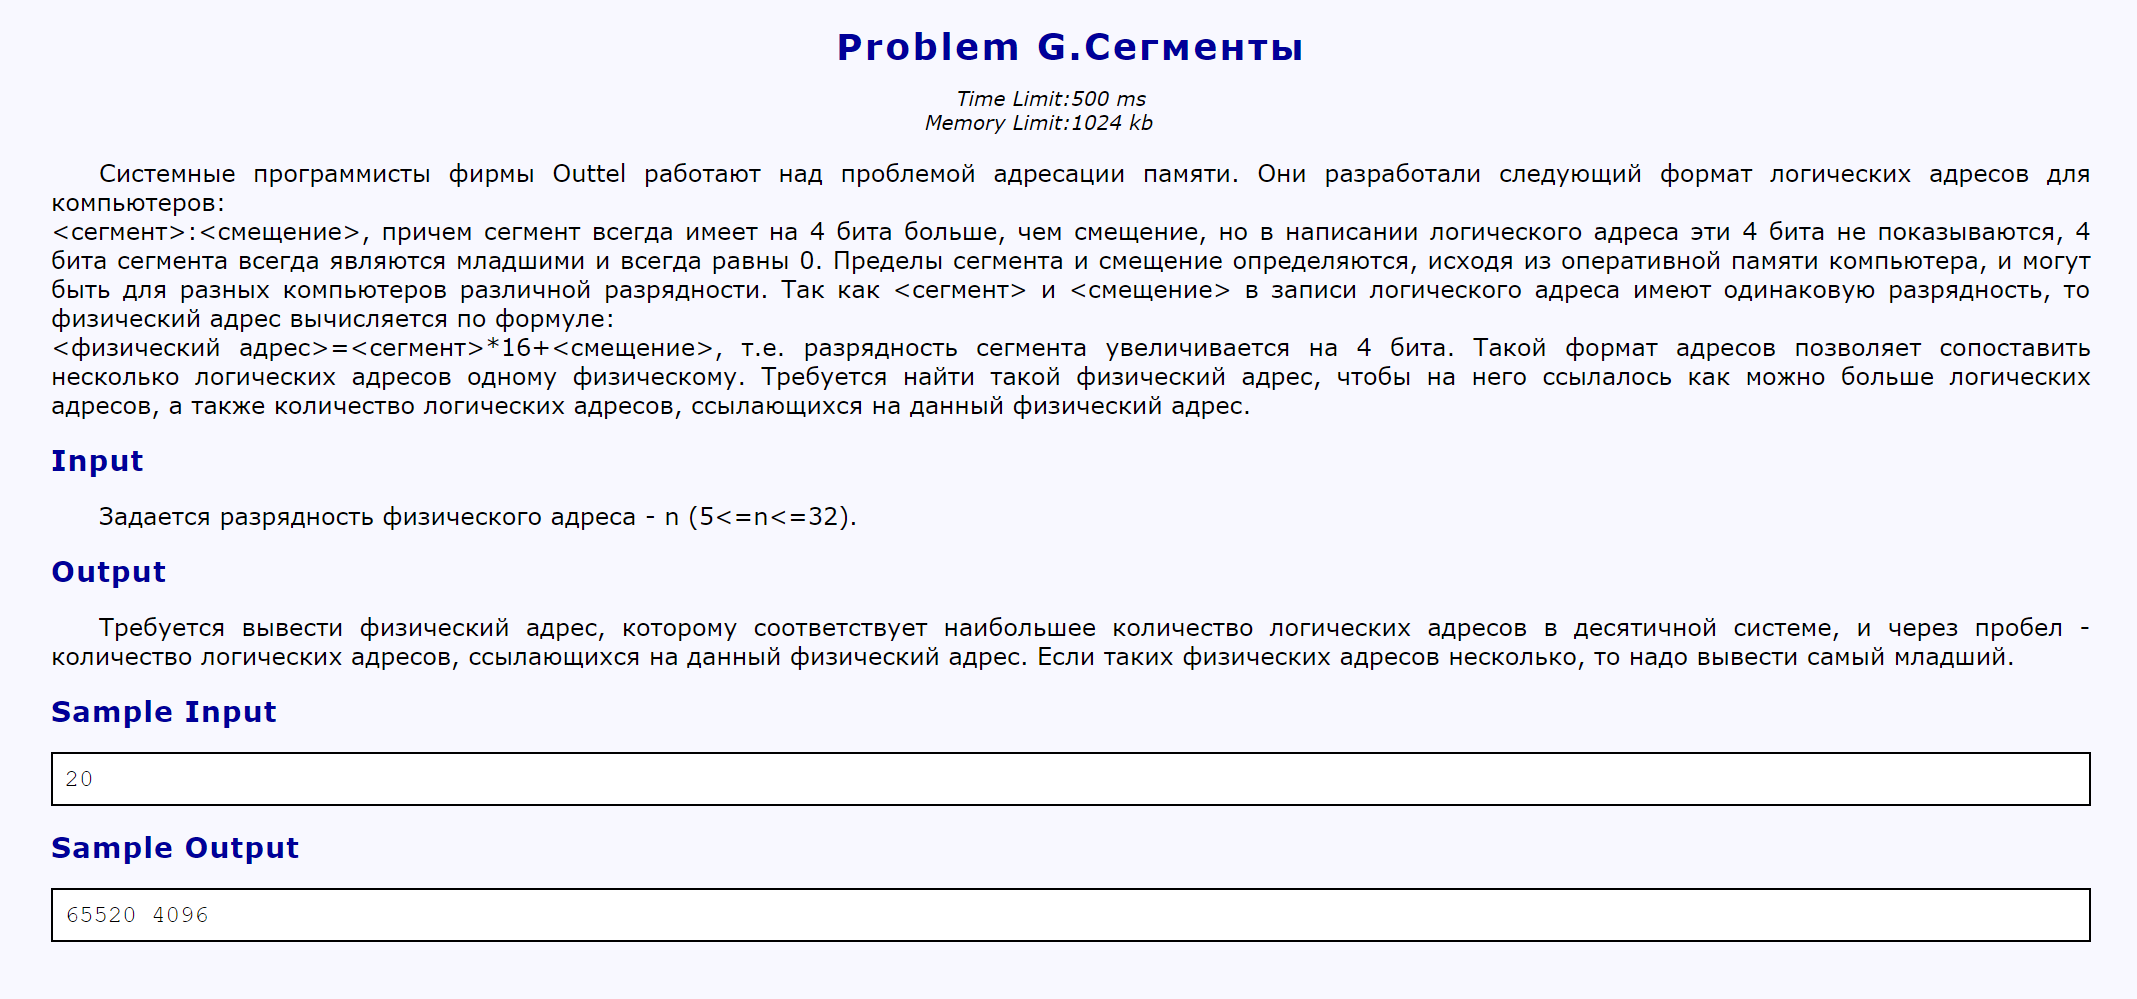 Problem G.Сегменты
Time Limit:500 ms
Memory Limit:1024 kb
Системные программисты фирмы Outtel работают над проблемой адресации памяти. Они разработали следующий формат логических адресов для
компьютеров:
<сегмент>:<смещение>, причем сегмент всегда имеет на 4 бита больше, чем смещение, но в написании логического адреса эти 4 бита не показываются, 4
бита сегмента всегда являются младшими и всегда равны 0. Пределы сегмента и смещение определяются, исходя из оперативной памяти компьютера, и могут
быть для разных компьютеров различной разрядности. Так как <сегмент> и <смещение> в записи логического адреса имеют одинаковую разрядность, то
физический адрес вычисляется по формуле:
<физический адрес>=<сегмент>*16+<смещение>, т.е. разрядность сегмента увеличивается на 4 бита. Такой формат адресов позволяет сопоставить
несколько логических адресов одному физическому. Требуется найти такой физический адрес, чтобы на него ссылалось как можно больше логических
адресов, а также количество логических адресов, ссылающихся на данный физический адрес.
Input
Задается разрядность физического адреса - n (5<=n<=32).
Output
Требуется вывести физический адрес, которому соответствует наибольшее количество логических адресов в десятичной системе, и через пробел -
количество логических адресов, ссылающихся на данный физический адрес. Если таких физических адресов несколько, то надо вывести самый младший.
Sample Input
20
Sample Output
65520 4096